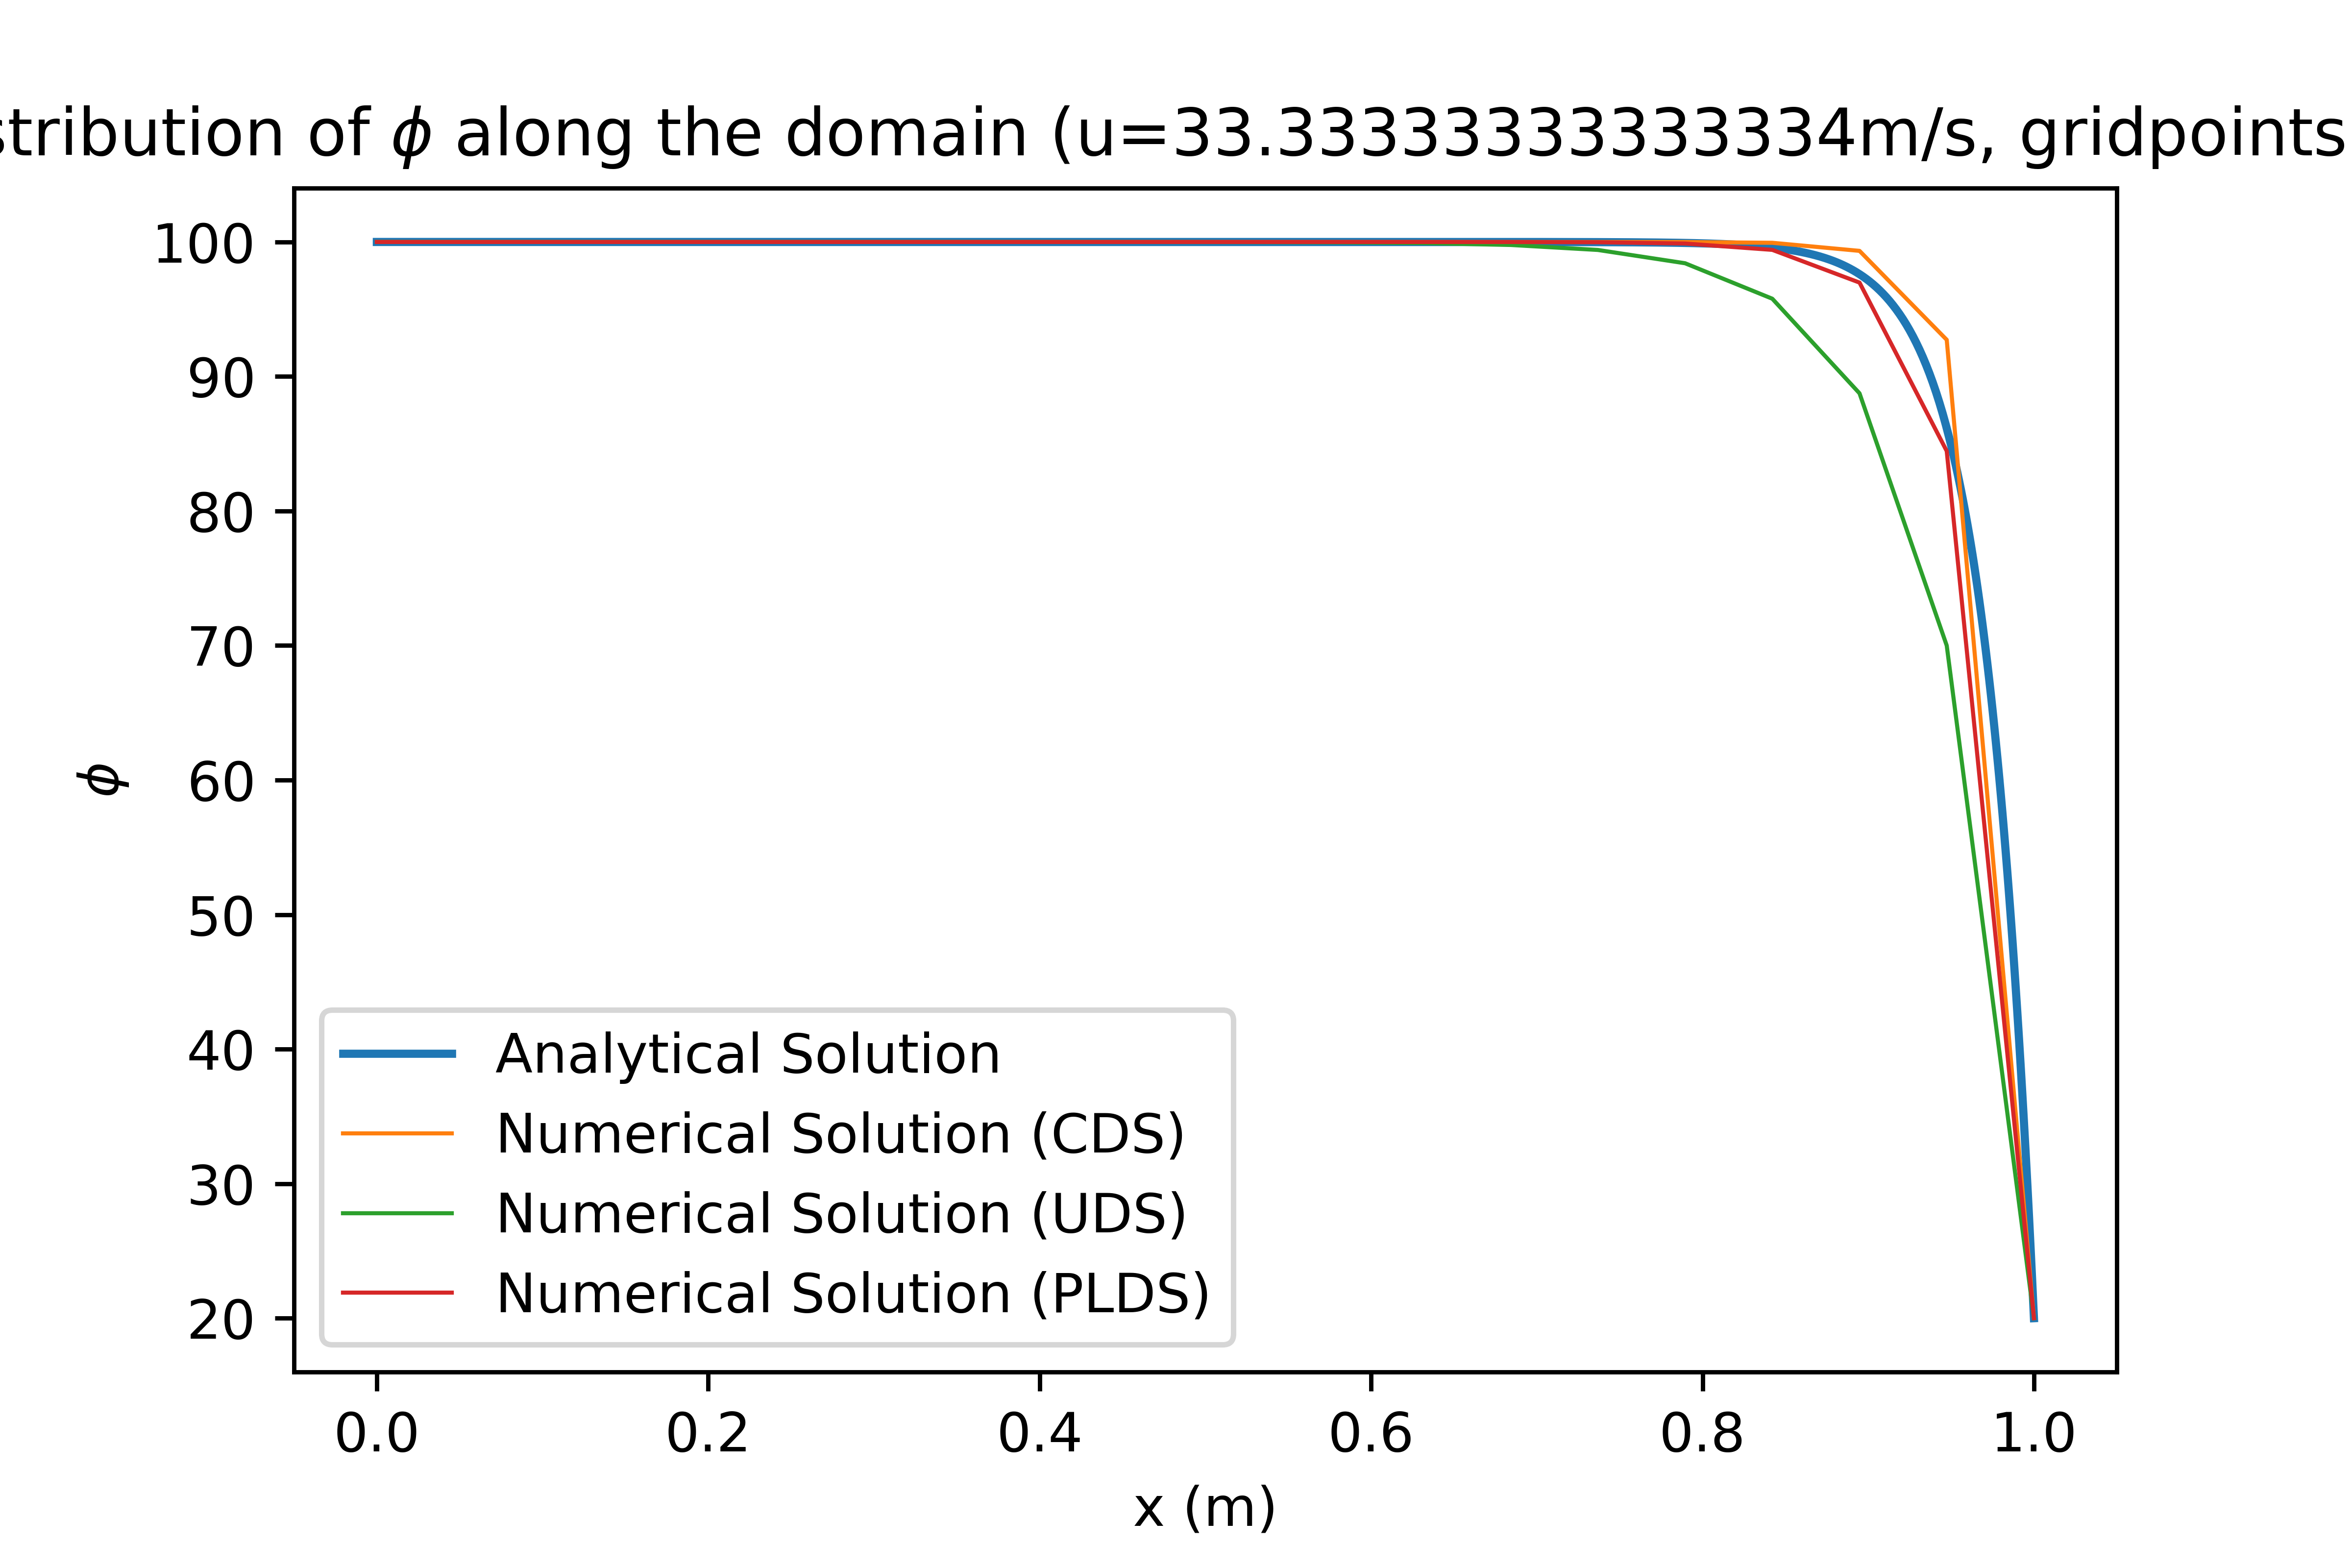 stribution of ϕ along the domain (u=33.333333333333336m/s, gridpoints
100
90
80
70
60
50
40
30
20
ϕ
Analytical Solution
Numerical Solution (CDS)
Numerical Solution (UDS)
Numerical Solution (PLDS)
0.0 0.2 0.4 0.6 0.8 1.0
x (m)